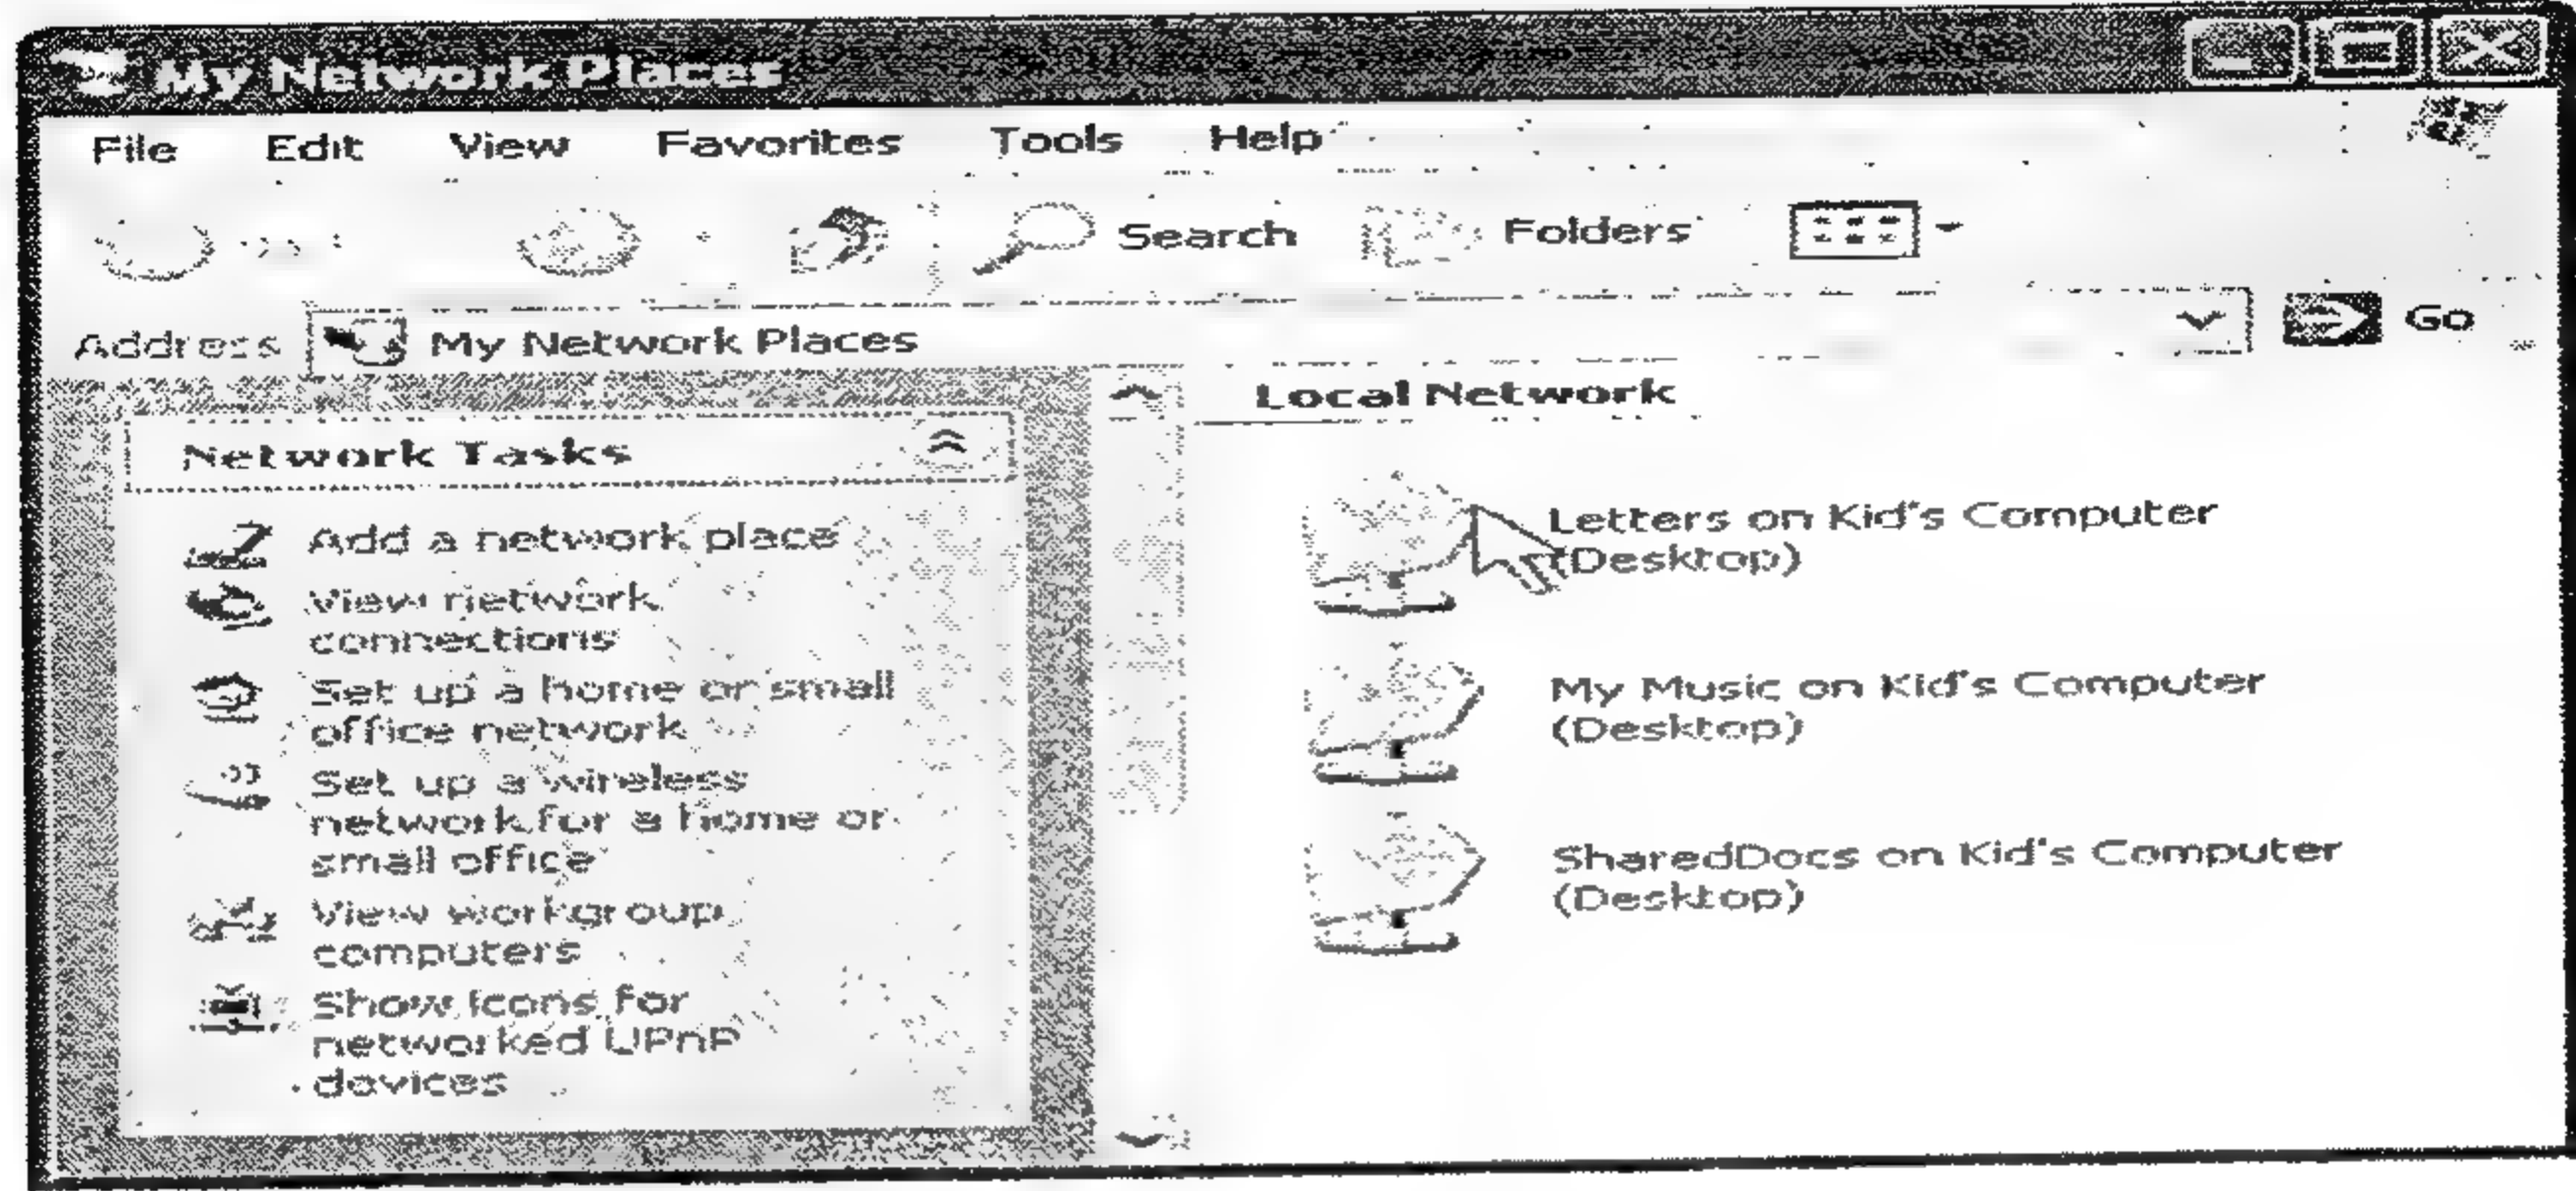 My Network Places
File Edit View Favorites Tools Help
Search Folders
Address My Network Places Go
Network Tasks
Add a network place
View network
connections
Set up a home or small
office network
Set up a wireless
network for a home or
small office
View workgroup
computers
Show icons for
networked UPnP
devices
Local Network
Letters on Kid's Computer
(Desktop)
My Music on Kid's Computer
(Desktop)
SharedDocs on Kid's Computer
(Desktop)